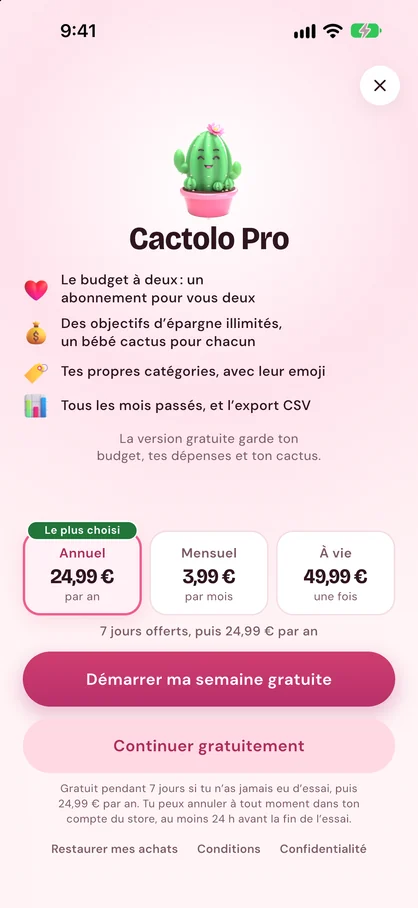 9:41
Cactolo Pro
Le budget à deux : un
abonnement pour vous deux
Des objectifs d’épargne illimités,
un bébé cactus pour chacun
Tes propres catégories, avec leur emoji
Tous les mois passés, et l’export CSV
La version gratuite garde ton
budget, tes dépenses et ton cactus.
Le plus choisi
Annuel
24,99 €
par an
Mensuel
3,99 €
par mois
À vie
49,99 €
une fois
7 jours offerts, puis 24,99 € par an
Démarrer ma semaine gratuite
Continuer gratuitement
Gratuit pendant 7 jours si tu n’as jamais eu d’essai, puis
24,99 € par an. Tu peux annuler à tout moment dans ton
compte du store, au moins 24 h avant la fin de l’essai.
Restaurer mes achats Conditions Confidentialité